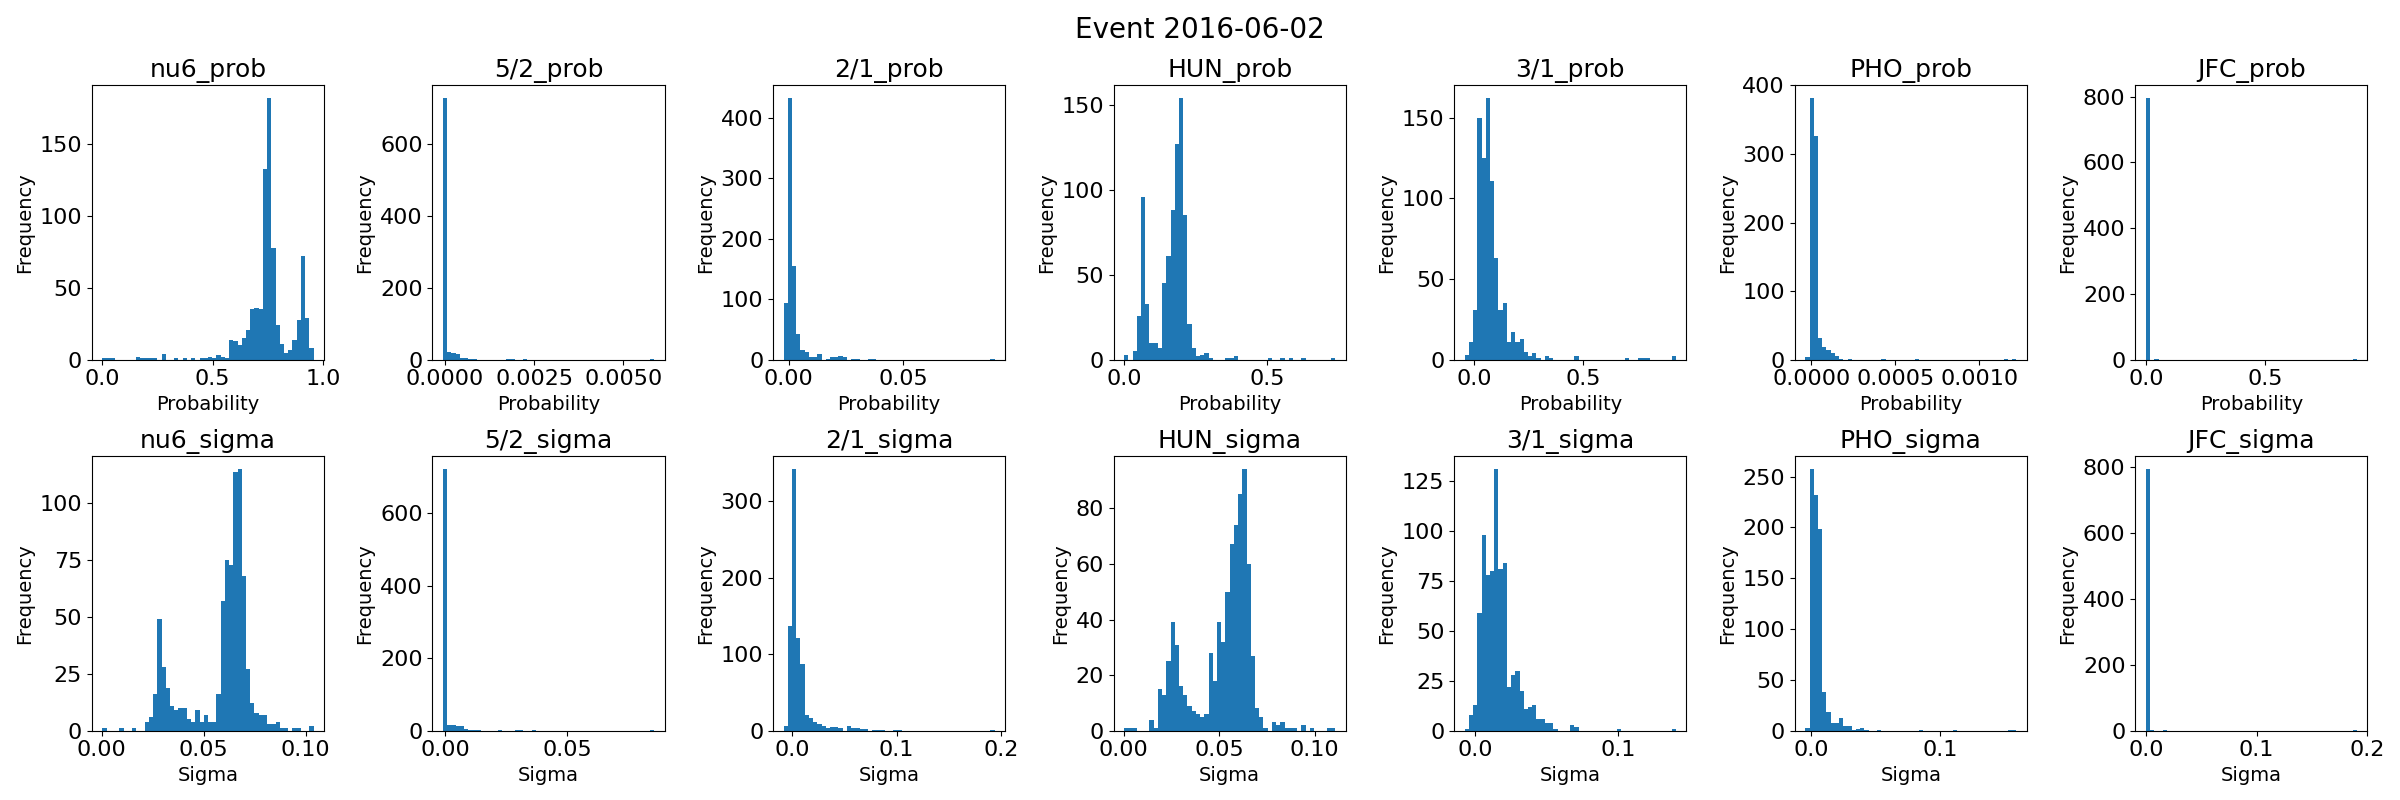 Event 2016-06-02
nu6_prob 5/2_prob 2/1_prob HUN_prob 3/1_prob PHO_prob JFC_prob
Frequency 0 50 100 150
Frequency 0 200 400 600
Frequency 0 100 200 300 400
Frequency 0 50 100 150
Frequency 0 50 100 150
Frequency 0 100 200 300 400
Frequency 0 200 400 600 800
0.0 0.5 1.0
0.0000 0.0025 0.0050
0.00 0.05
0.0 0.5
0.0 0.5
0.0000 0.0005 0.0010
0.0 0.5
Probability Probability Probability Probability Probability Probability Probability
nu6_sigma 5/2_sigma 2/1_sigma HUN_sigma 3/1_sigma PHO_sigma JFC_sigma
Frequency 0 25 50 75 100
Frequency 0 200 400 600
Frequency 0 100 200 300
Frequency 0 20 40 60 80
Frequency 0 25 50 75 100 125
Frequency 0 50 100 150 200 250
Frequency 0 200 400 600 800
0.00 0.05 0.10
0.00 0.05
0.0 0.1 0.2
0.00 0.05 0.10
0.0 0.1
0.0 0.1
0.0 0.1 0.2
Sigma Sigma Sigma Sigma Sigma Sigma Sigma